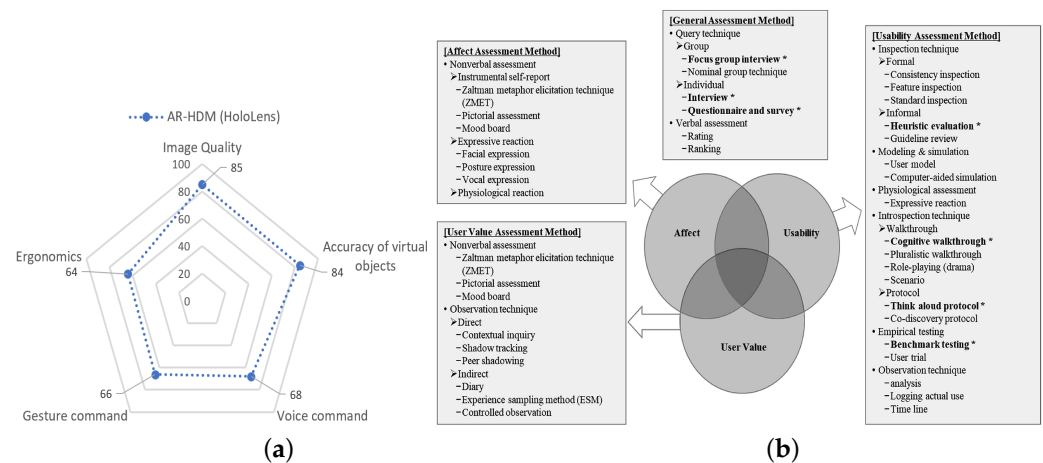 AR-HDM (HoloLens)
Image Quality
100
85
80
60
40
20
0
Accuracy of virtual
objects
84
Ergonomics
64
66
Gesture command
68
Voice command
(a)
[Affect Assessment Method]
• Nonverbal assessment
➢Instrumental self-report
– Zaltman metaphor elicitation technique
(ZMET)
– Pictorial assessment
– Mood board
➢Expressive reaction
– Facial expression
– Posture expression
– Vocal expression
➢Physiological reaction
[User Value Assessment Method]
• Nonverbal assessment
– Zaltman metaphor elicitation technique
(ZMET)
– Pictorial assessment
– Mood board
• Observation technique
➢Direct
– Contextual inquiry
– Shadow tracking
– Peer shadowing
➢Indirect
– Diary
– Experience sampling method (ESM)
– Controlled observation
[General Assessment Method]
• Query technique
➢Group
– Focus group interview *
– Nominal group technique
➢Individual
– Interview *
– Questionnaire and survey *
• Verbal assessment
– Rating
– Ranking
Affect
Usability
User Value
[Usability Assessment Method]
• Inspection technique
➢Formal
– Consistency inspection
– Feature inspection
– Standard inspection
➢Informal
– Heuristic evaluation *
– Guideline review
• Modeling & simulation
– User model
– Computer-aided simulation
• Physiological assessment
– Expressive reaction
• Introspection technique
➢Walkthrough
– Cognitive walkthrough *
– Pluralistic walkthrough
– Role-playing (drama)
– Scenario
➢Protocol
– Think aloud protocol *
– Co-discovery protocol
• Empirical testing
– Benchmark testing *
– User trial
• Observation technique
– analysis
– Logging actual use
– Time line
(b)